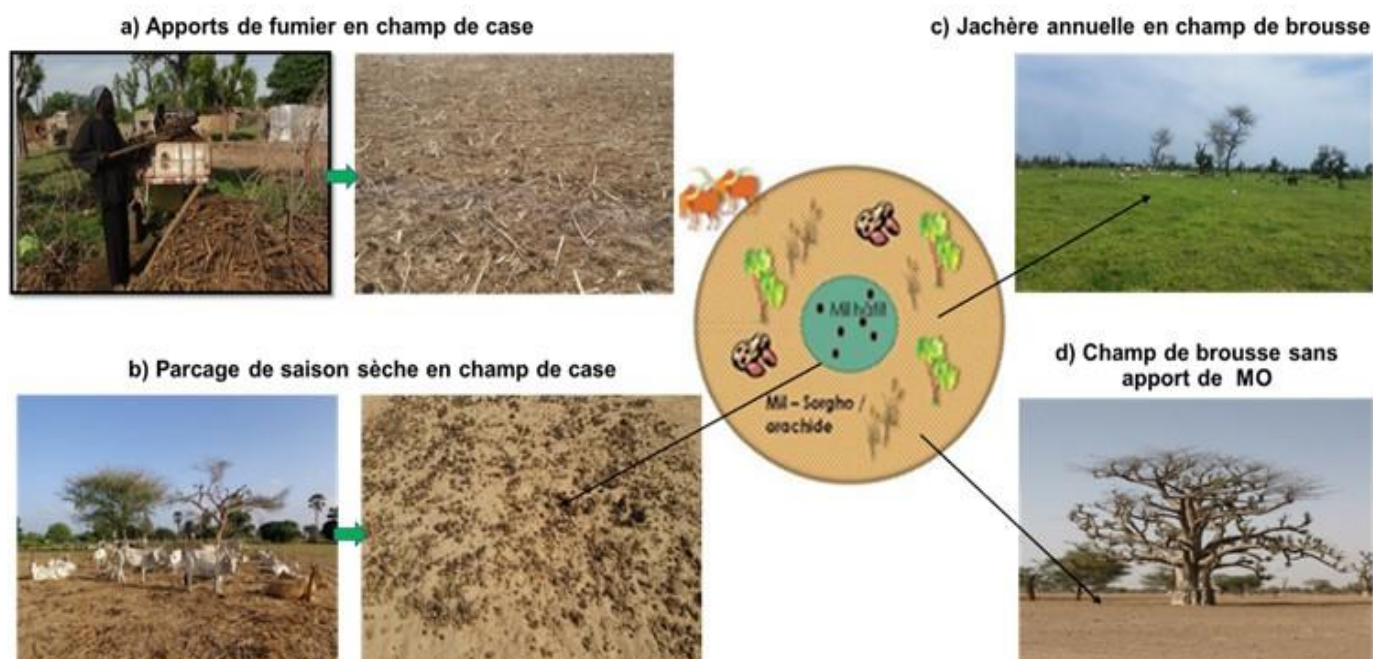 a) Apports de fumier en champ de case
c) Jachère annuelle en champ de brousse
Mil hâtif
b) Parcage de saison sèche en champ de case
Mil – Sorgho /
arachide
d) Champ de brousse sans
apport de MO